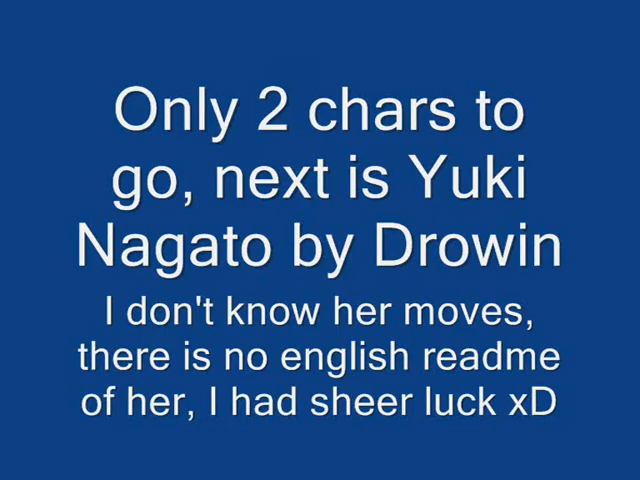 Only 2 chars to
go, next is Yuki
Nagato by Drowin
I don't know her moves,
there is no english readme
of her, I had sheer luck xD